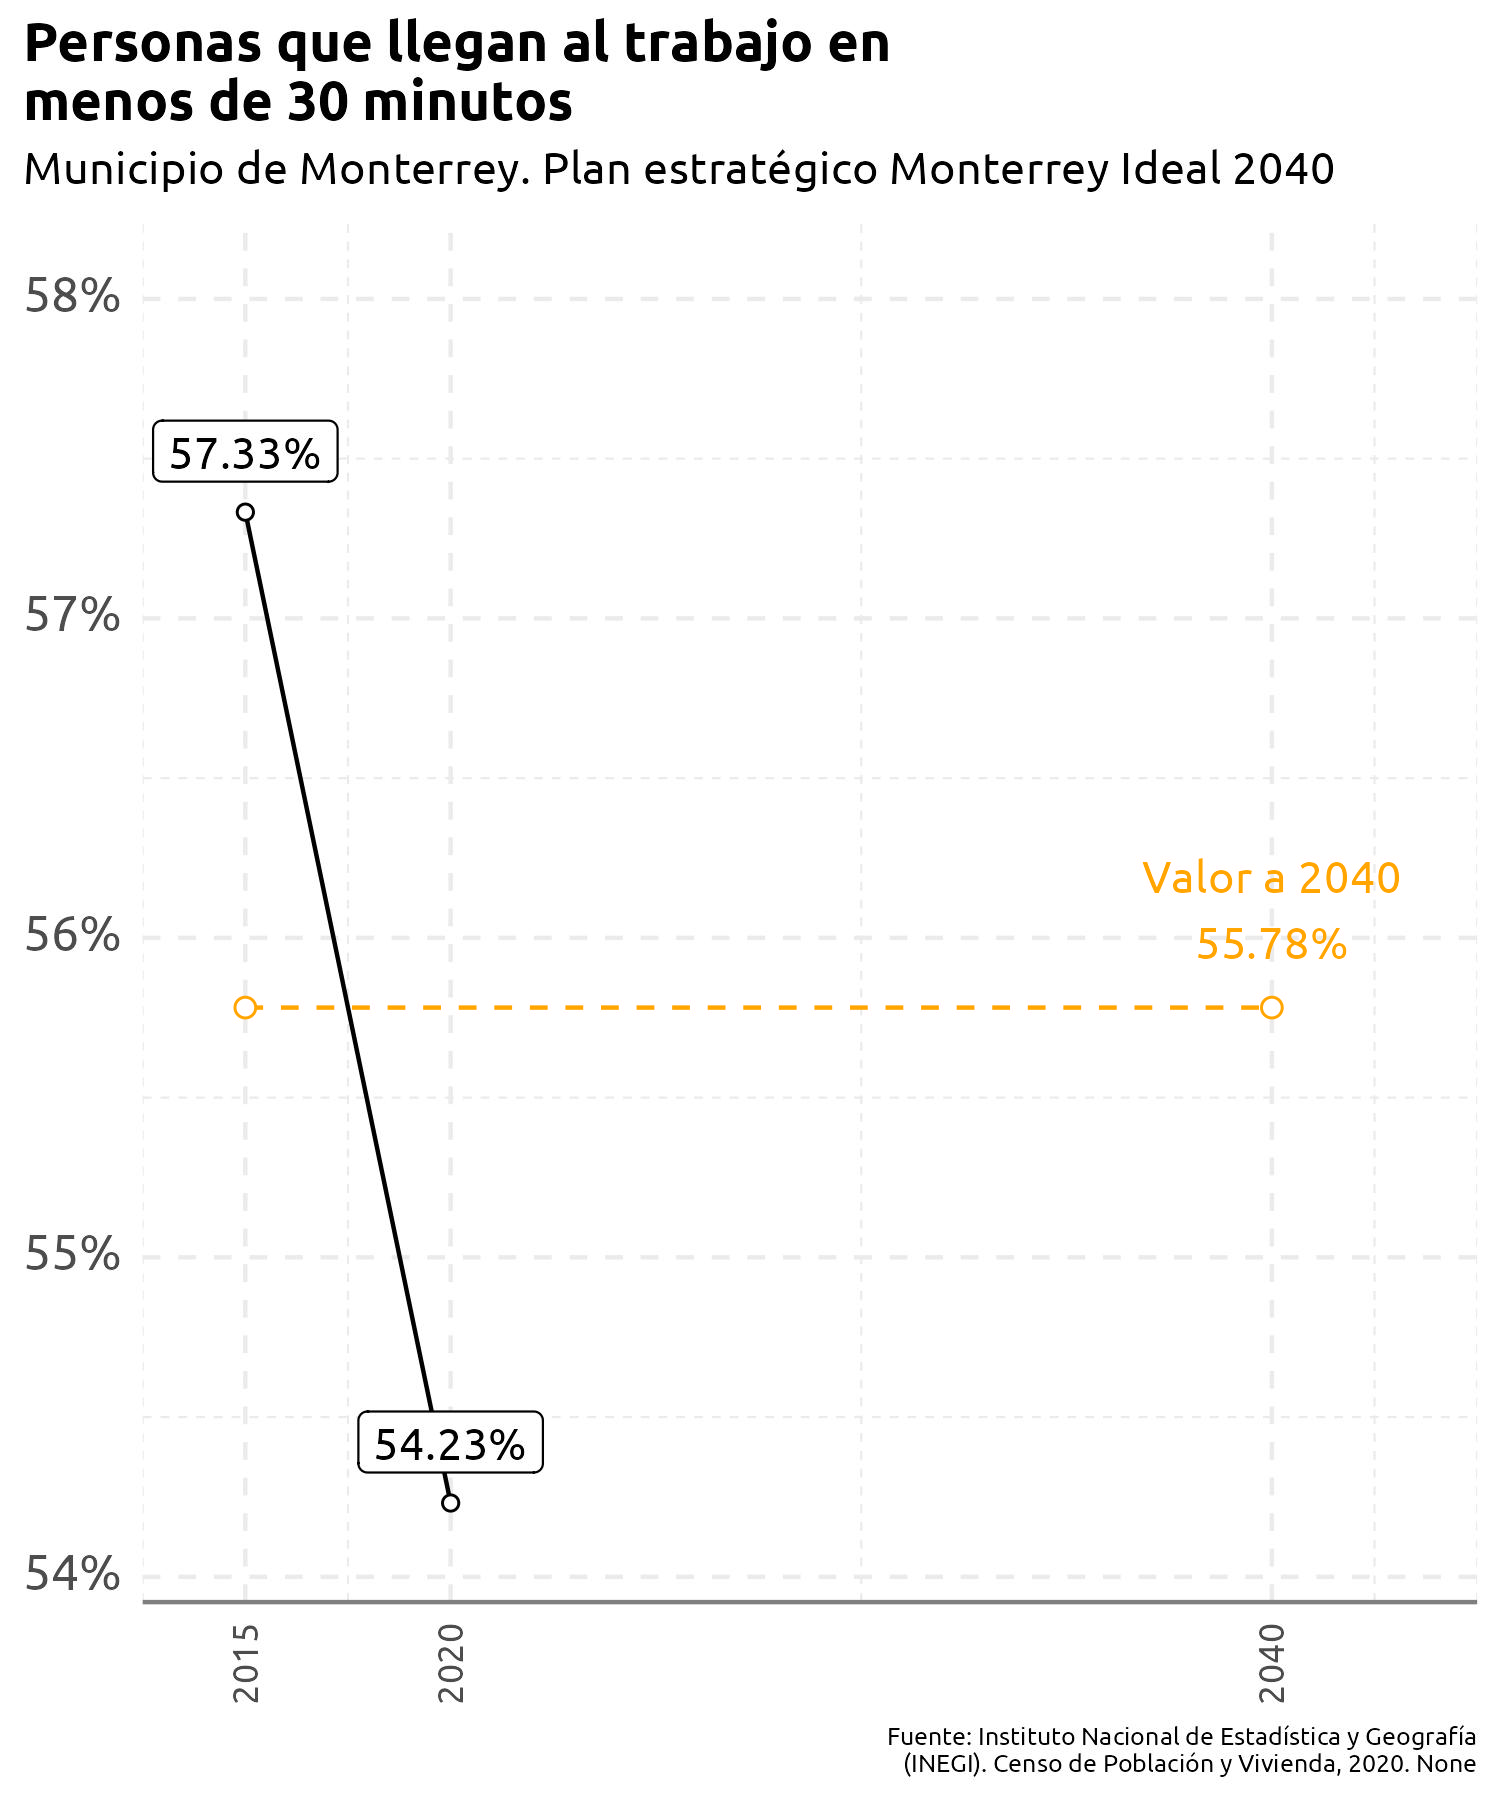 Personas que llegan al trabajo en
menos de 30 minutos
Municipio de Monterrey. Plan estratégico Monterrey Ideal 2040
58%
57.33%
57%
Valor a 2040
56%
55.78%
55%
54.23%
54%
2015
2020
2040
Fuente: Instituto Nacional de Estadística y Geografía
(INEGI). Censo de Población y Vivienda, 2020. None